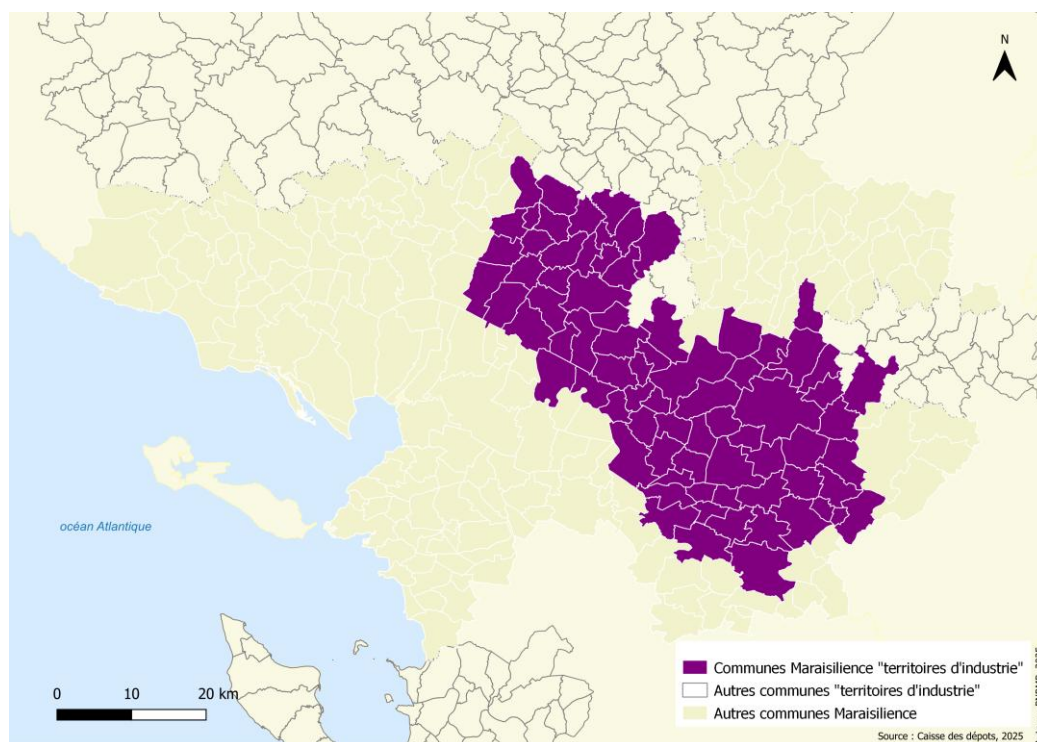 N
océan Atlantique
0 10 20 km
Communes Maraisilience "territoires d'industrie"
Autres communes "territoires d'industrie"
Autres communes Maraisilience
Source : Caisse des dépots, 2025